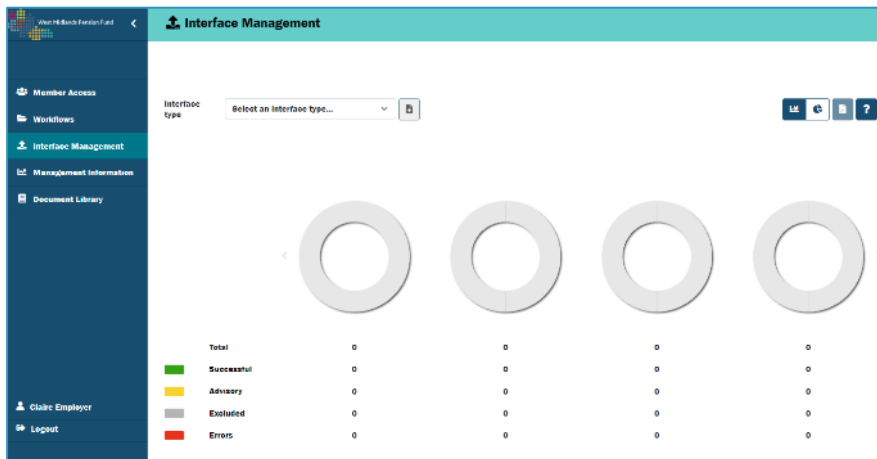 West Midlands Pension Fund
Interface Management
Member Access
Workflows
Interface Management
Management Information
Document Library
Claire Employer
Logout
Interface type
Select an interface type...
?
Total 0 0 0 0
Successful 0 0 0 0
Advisory 0 0 0 0
Excluded 0 0 0 0
Errors 0 0 0 0